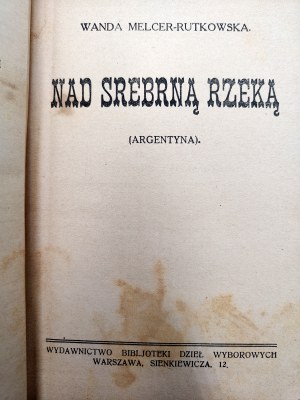 WANDA MELCER-RUTKOWSKA.
NAD SREBRNĄ RZEKĄ
(ARGENTYNA).
WYDAWNICTWO BIBLJOTEKI DZIEŁ WYBOROWYCH
WARSZAWA, SIENKIEWICZA, 12.